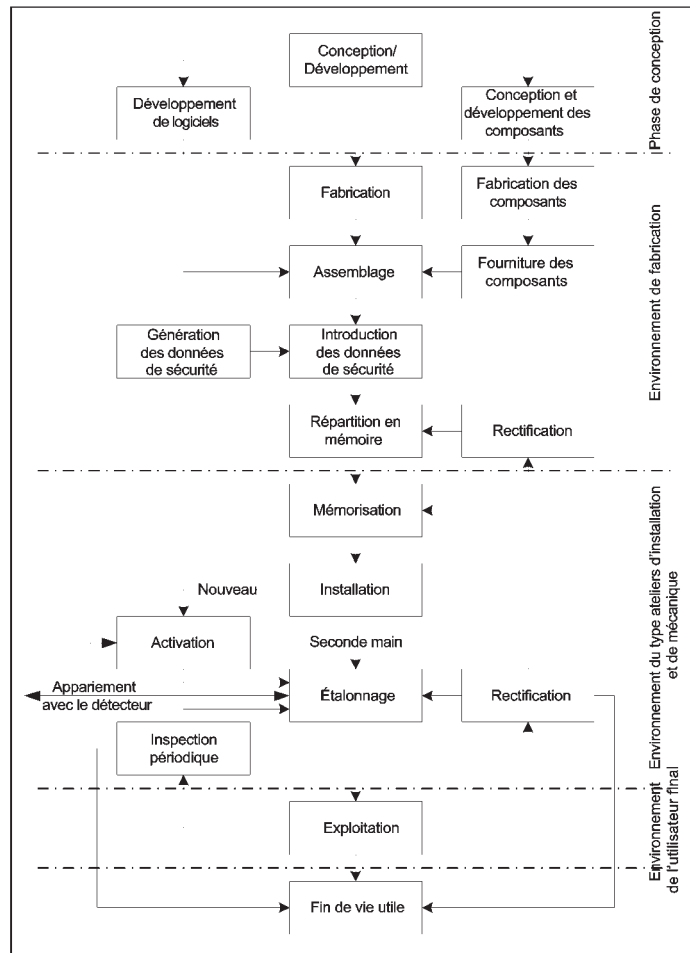 Conception/
Développement
Développement
de logiciels
Conception et
développement des
composants
Phase de conception
Fabrication
Fabrication des
composants
Assemblage
Fourniture des
composants
Génération
des données
de sécurité
Introduction
des données
de sécurité
Répartition en
mémoire
Rectification
Environnement de fabrication
Mémorisation
Nouveau
Installation
Activation
Seconde main
Appariement
avec le détecteur
Étalonnage
Rectification
Inspection
périodique
Environnement du type ateliers d'installation
et de mécanique
Exploitation
Environnement
de l'utilisateur final
Fin de vie utile